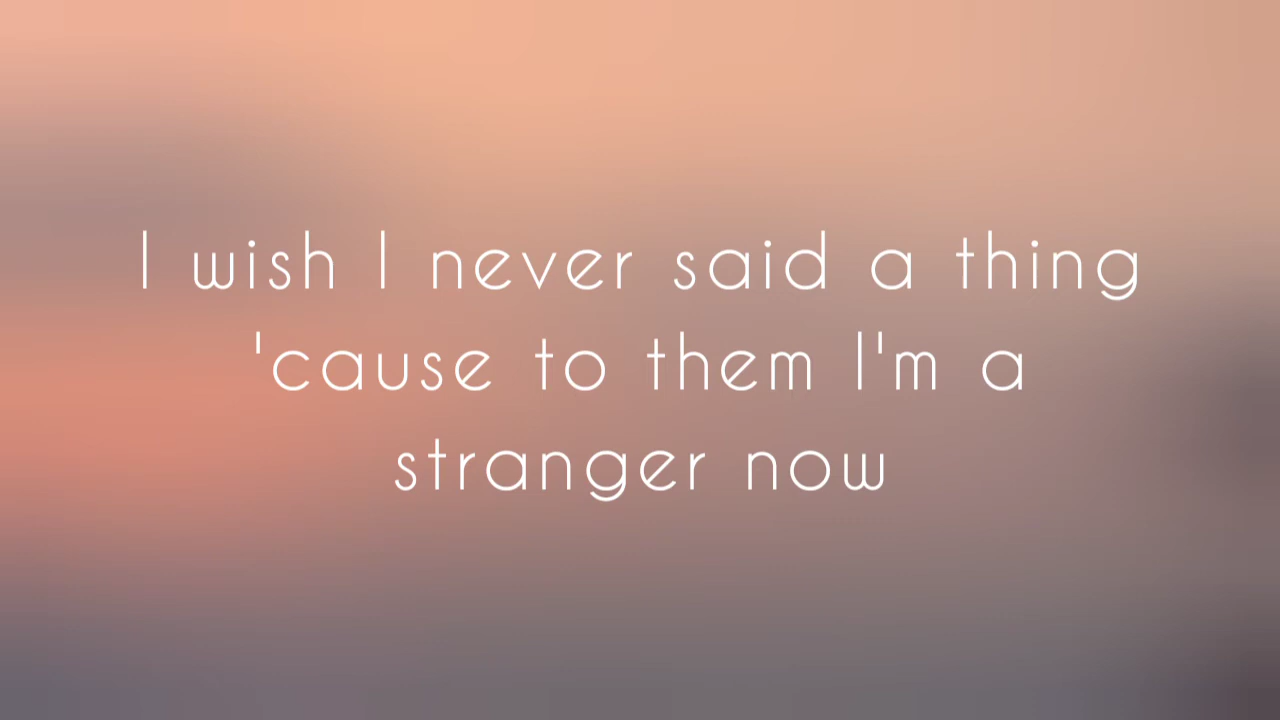 I wish I never said a thing
'cause to them I'm a
stranger now